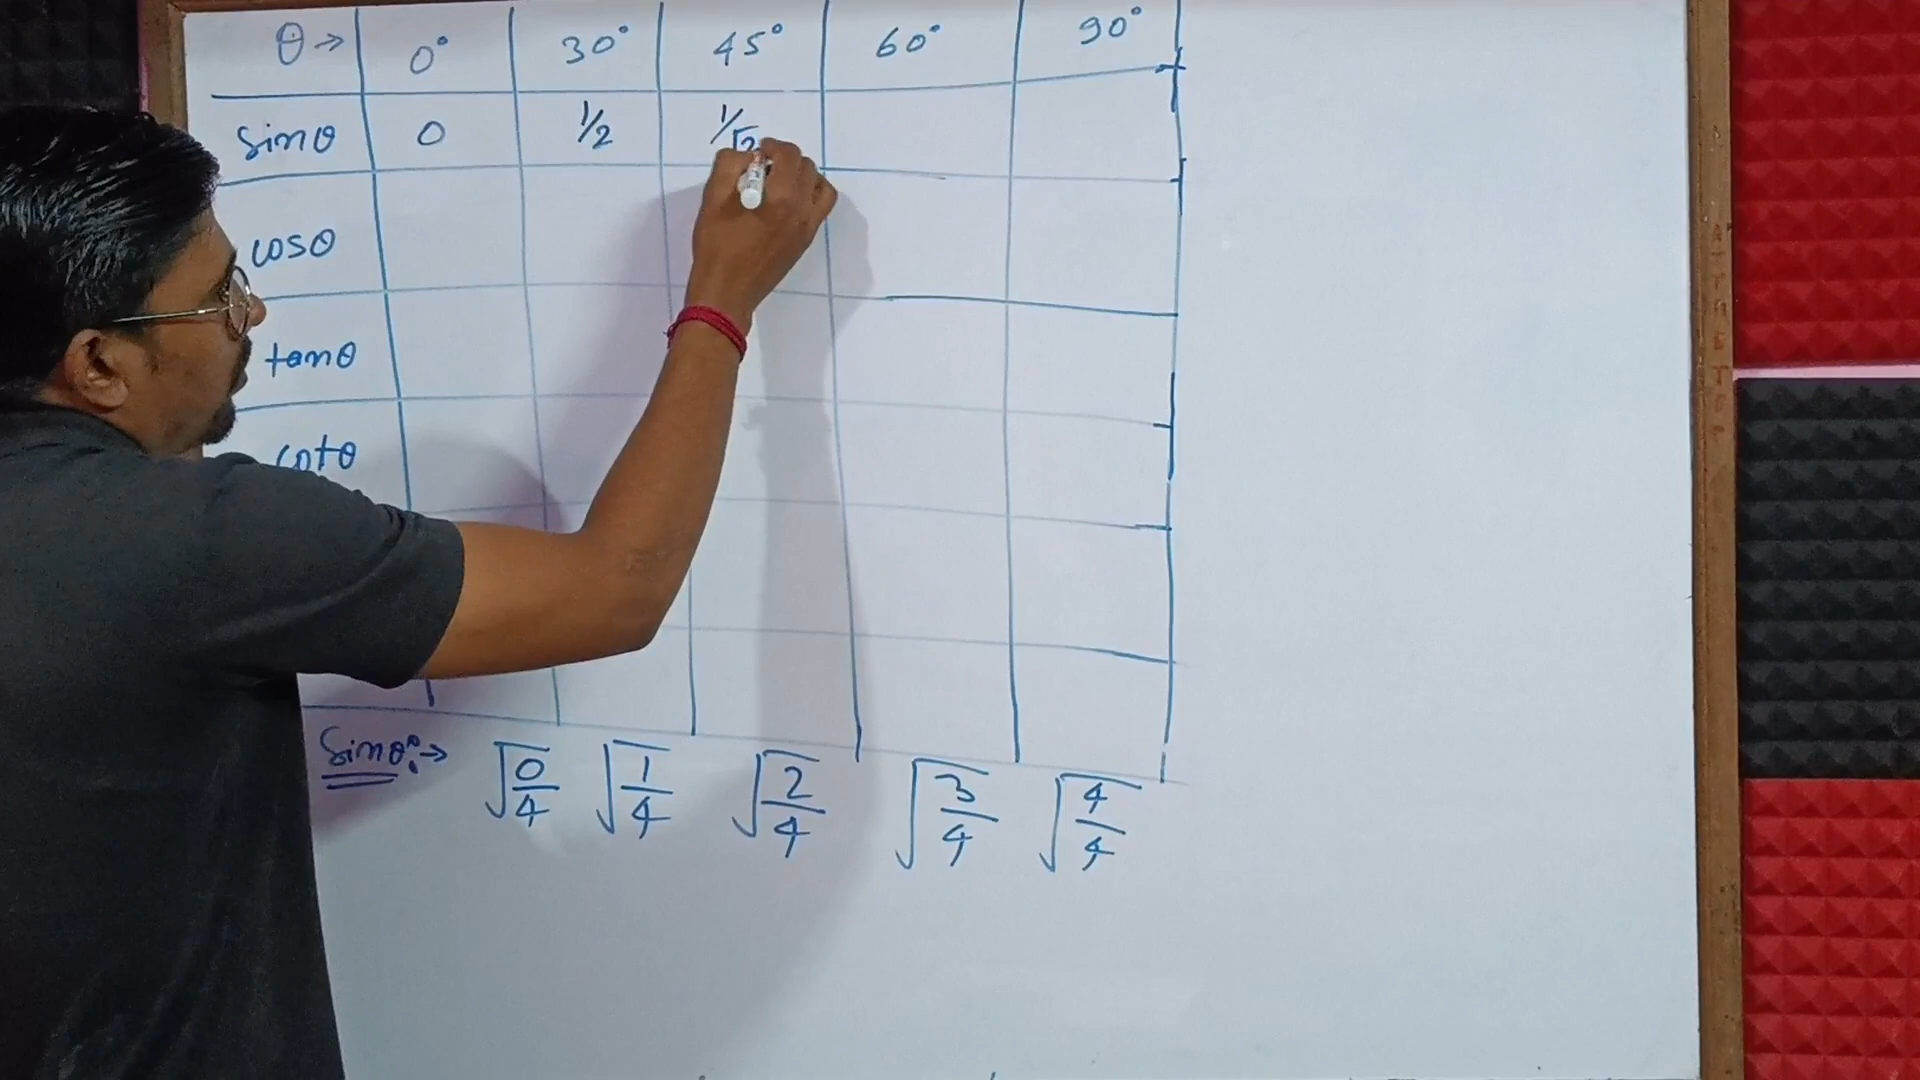 θ→ 0° 30° 45° 60° 90°
sinθ 0 1/2 1/√2
cosθ
tanθ
cotθ
sinθ:→ √0/4 √1/4 √2/4 √3/4 √4/4